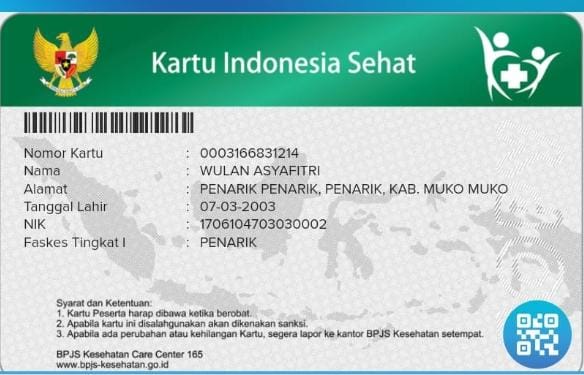 Kartu Indonesia Sehat
Nomor Kartu : 0003166831214
Nama : WULAN ASYAFITRI
Alamat : PENARIK PENARIK, PENARIK, KAB. MUKO MUKO
Tanggal Lahir : 07-03-2003
NIK : 1706104703030002
Faskes Tingkat I : PENARIK
Syarat dan Ketentuan:
1. Kartu Peserta harap dibawa ketika berobat.
2. Apabila kartu ini disalahgunakan akan dikenakan sanksi.
3. Apabila ada perubahan atau kehilangan Kartu, segera lapor ke kantor BPJS Kesehatan setempat.
BPJS Kesehatan Care Center 165
www.bpjs-kesehatan.go.id